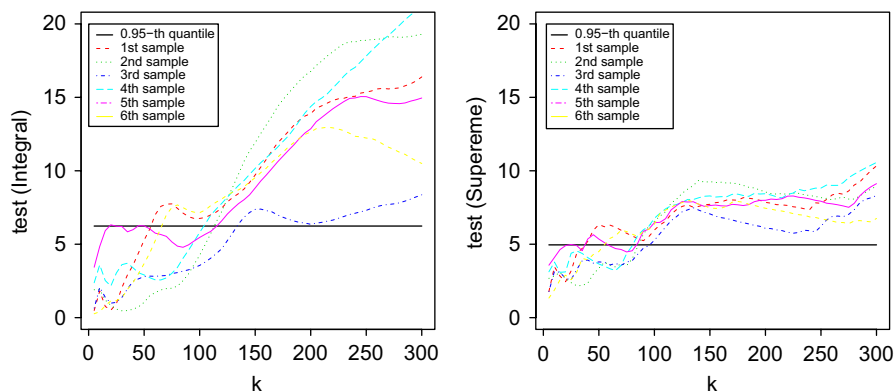 test (Integral)
20
15
10
5
0
0.95−th quantile
1st sample
2nd sample
3rd sample
4th sample
5th sample
6th sample
0 50 100 150 200 250 300
k
test (Supereme)
20
15
10
5
0
0.95−th quantile
1st sample
2nd sample
3rd sample
4th sample
5th sample
6th sample
0 50 100 150 200 250 300
k